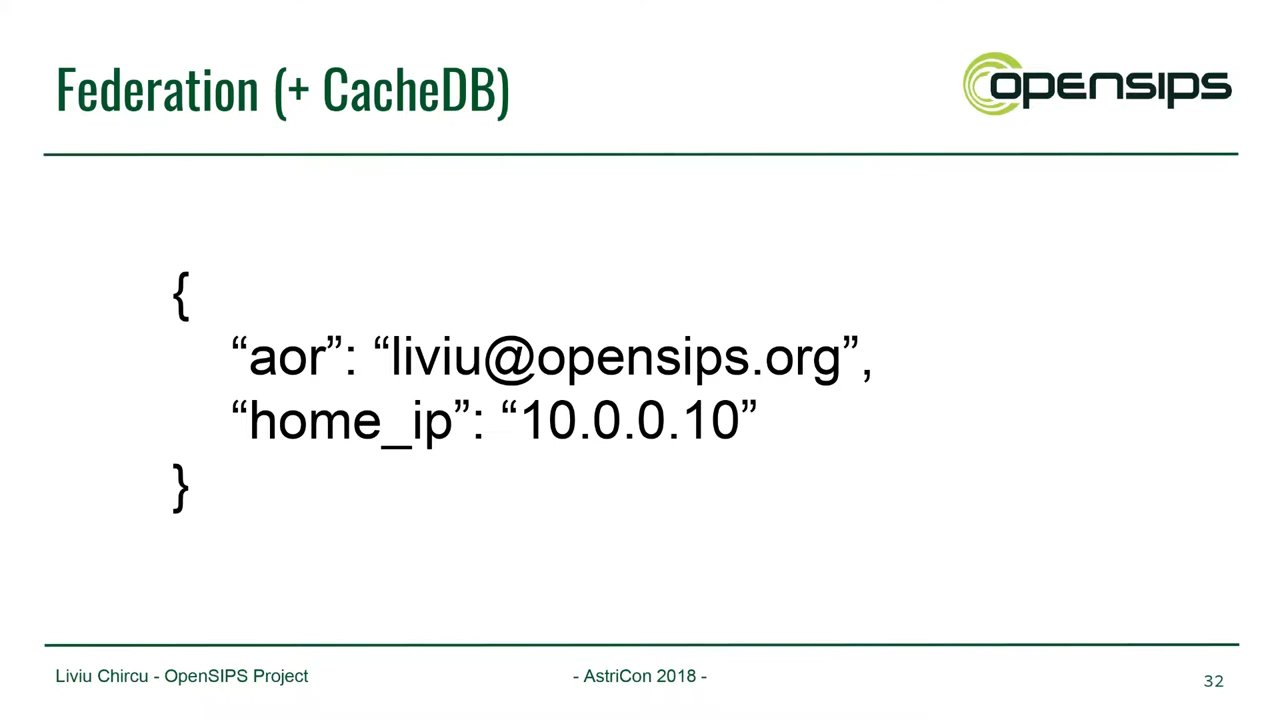 Federation (+ CacheDB)
opensips
{
“aor”: “liviu@opensips.org”,
“home_ip”: “10.0.0.10”
}
Liviu Chircu - OpenSIPS Project
- AstriCon 2018 -
32